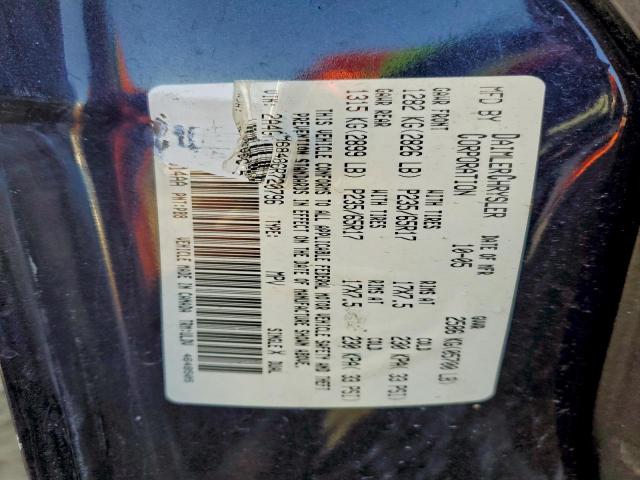 MFD BY DAIMLERCHRYSLER CORPORATION DATE OF MFR 10-05 GVWR 2586 KG(05700 LB)
GAWR FRONT WITH TIRES RIMS AT COLD
1282 KG(2826 LB) P235/65R17 17X7.5 230 KPA( 33 PSI)
GAWR REAR WITH TIRES RIMS AT COLD
1315 KG(2899 LB) P235/65R17 17X7.5 230 KPA( 33 PSI)
THIS VEHICLE CONFORMS TO ALL APPLICABLE FEDERAL MOTOR VEHICLE SAFETY AND THEFT
PREVENTION STANDARDS IN EFFECT ON THE DATE OF MANUFACTURE SHOWN ABOVE.
TYPE: MPV SINGLE X DUAL
VEHICLE MADE IN CANADA